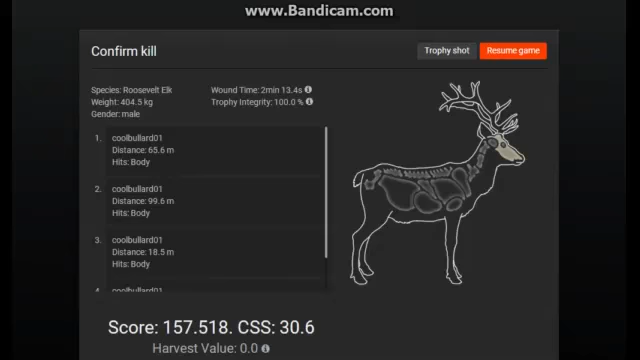 www.Bandicam.com
Confirm kill
Trophy shot
Resume game
Species: Roosevelt Elk
Weight: 404.5 kg
Gender: male
Wound Time: 2min 13.4s
Trophy Integrity: 100.0 %
1. coolbullard01
Distance: 65.6 m
Hits: Body
2. coolbullard01
Distance: 99.6 m
Hits: Body
3. coolbullard01
Distance: 18.5 m
Hits: Body
4. coolbullard01
Score: 157.518. CSS: 30.6
Harvest Value: 0.0